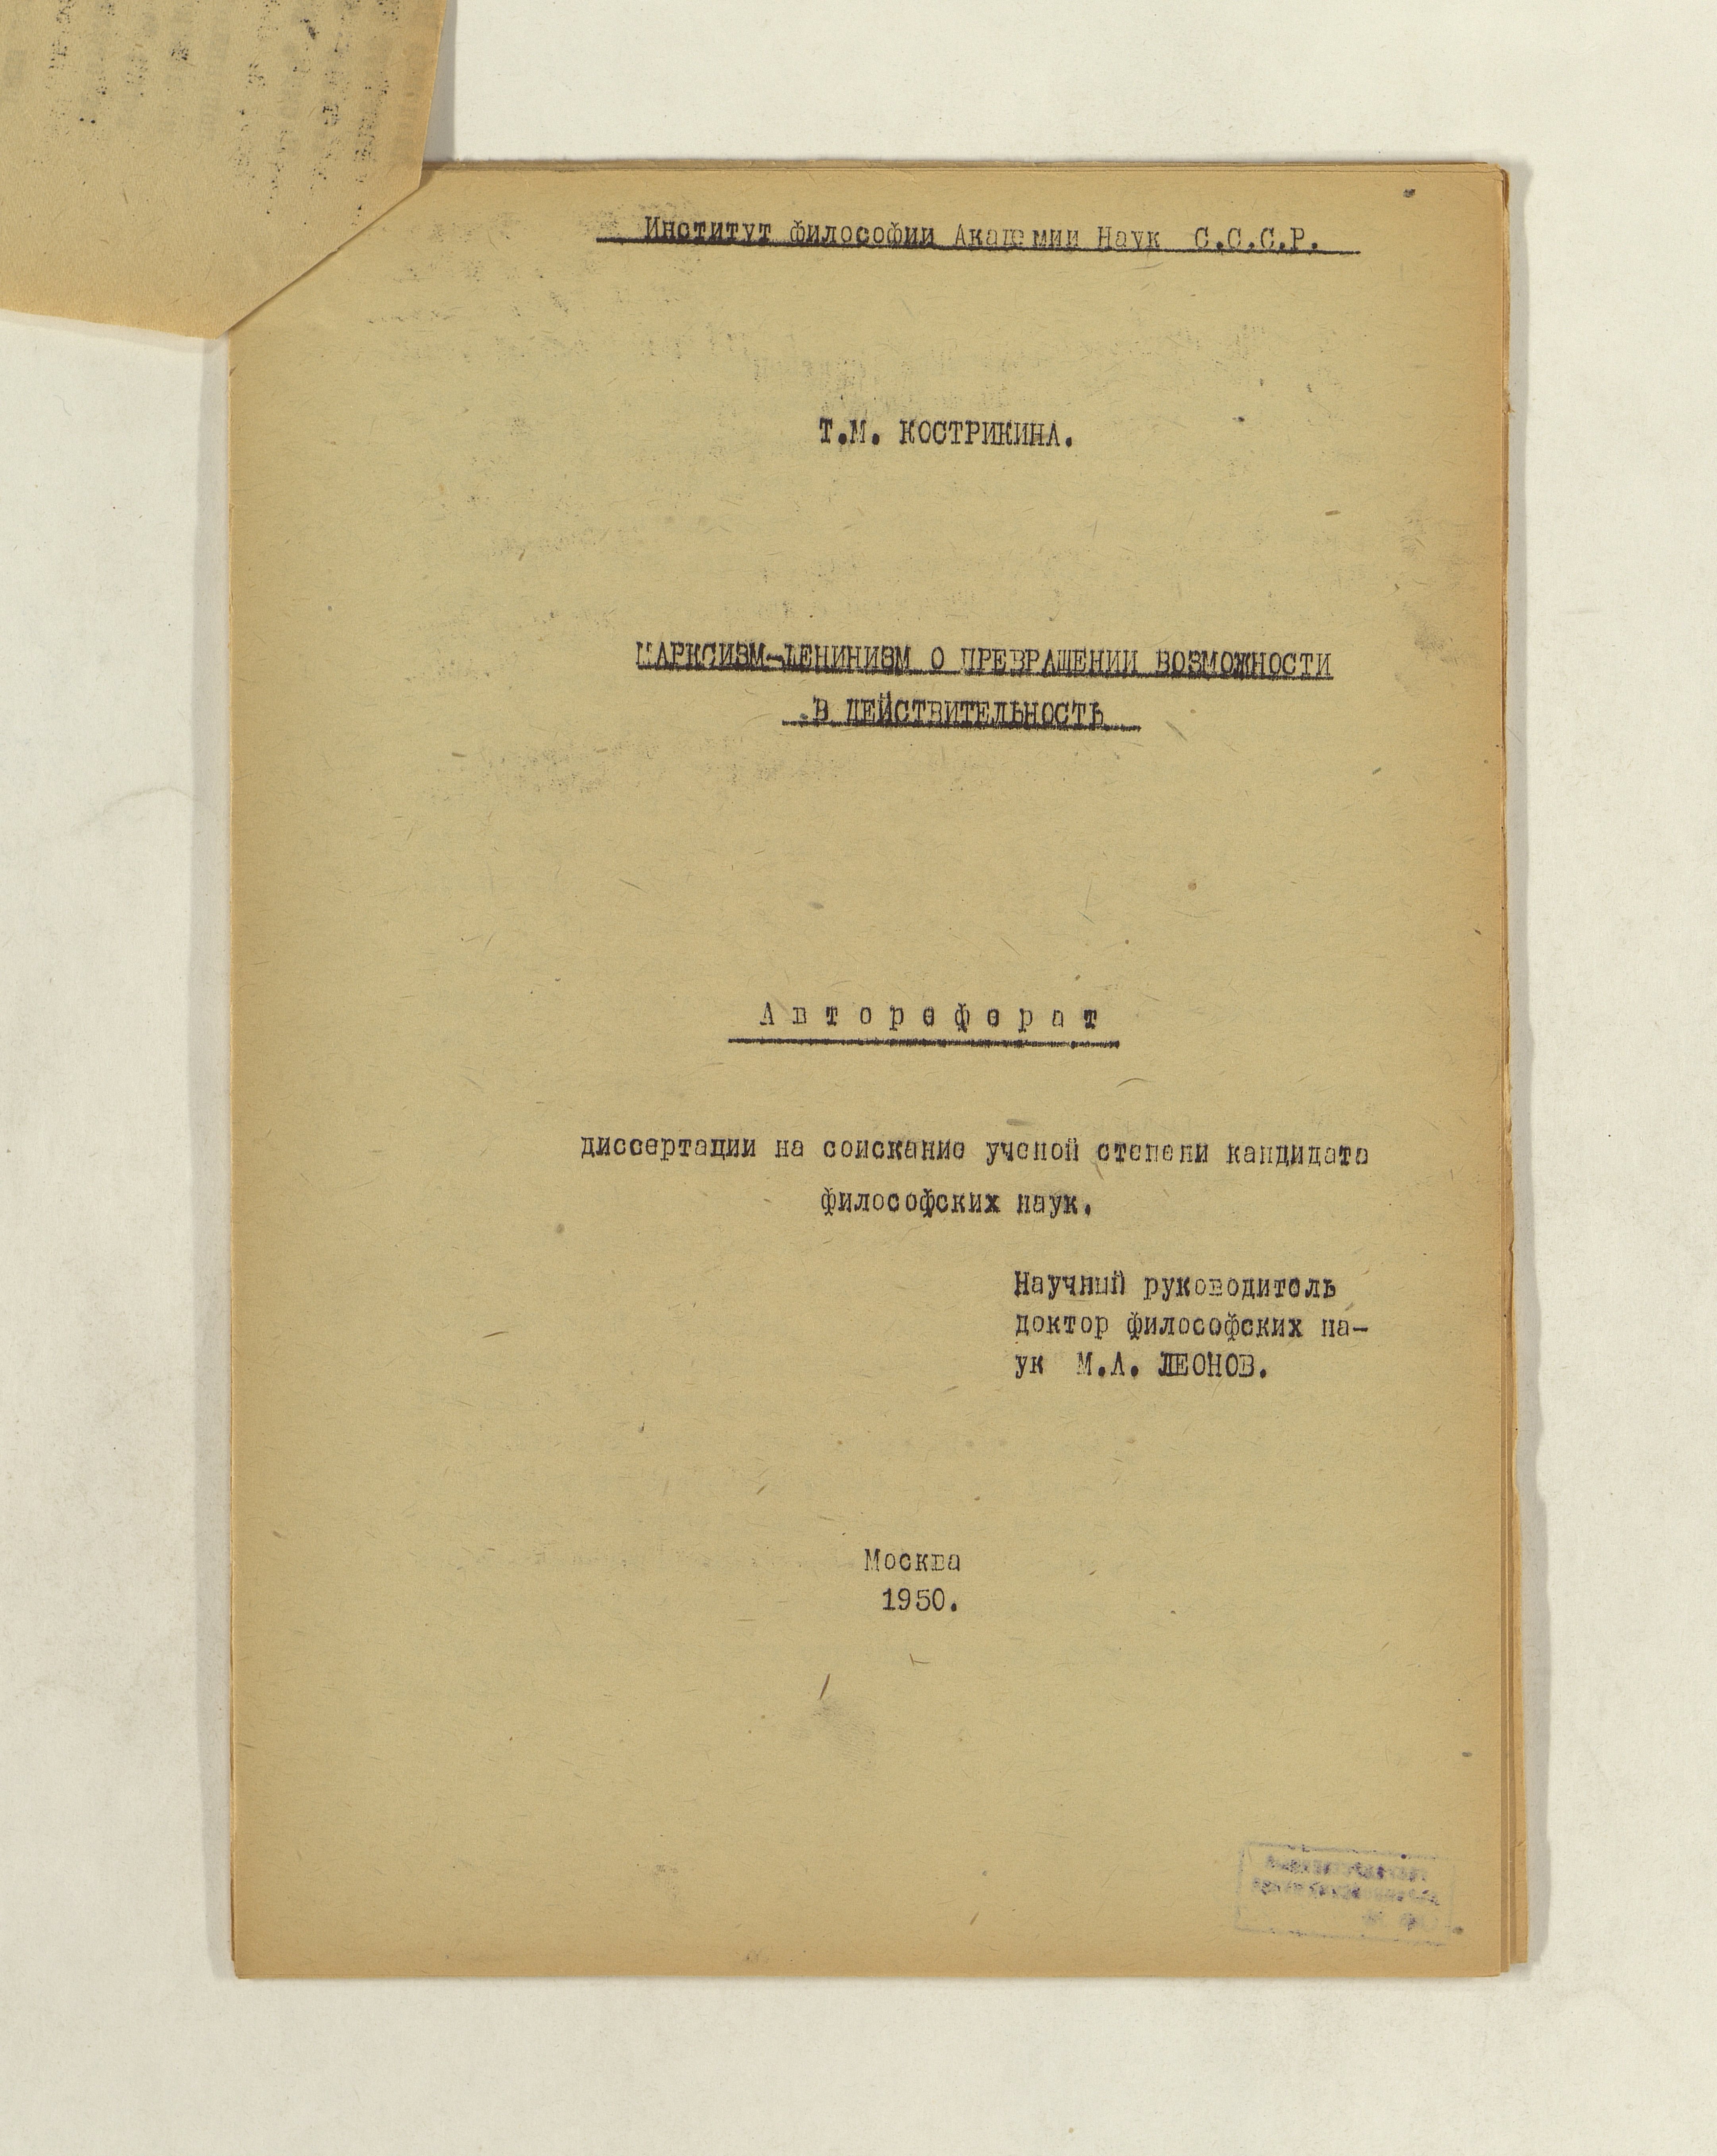 Институт философии Академии Наук С.С.С.Р.
Т.М. КОСТРИКИНА.
МАРКСИЗМ-ЛЕНИНИЗМ О ПРЕВРАЩЕНИИ ВОЗМОЖНОСТИ
В ДЕЙСТВИТЕЛЬНОСТЬ
Автореферат
диссертации на соискание ученой степени кандидата
философских наук.
Научный руководитель
доктор философских на-
ук М.А. ЛЕОНОВ.
Москва
1950.